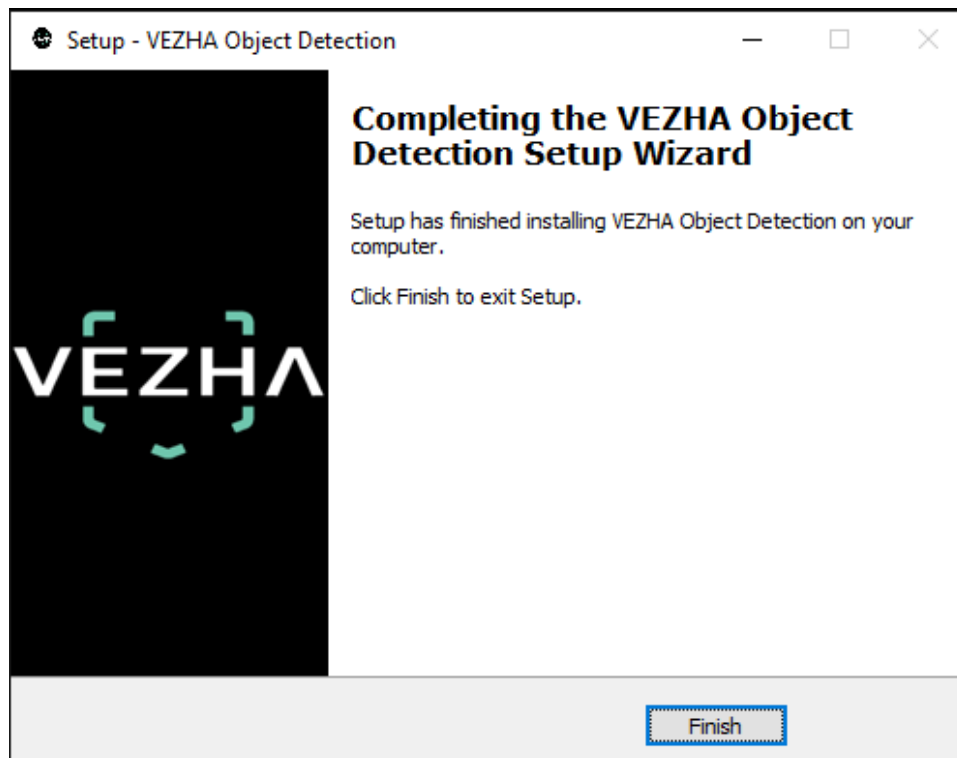 Setup - VEZHA Object Detection
Completing the VEZHA Object
Detection Setup Wizard
Setup has finished installing VEZHA Object Detection on your
computer.
Click Finish to exit Setup.
VEZHA
Finish